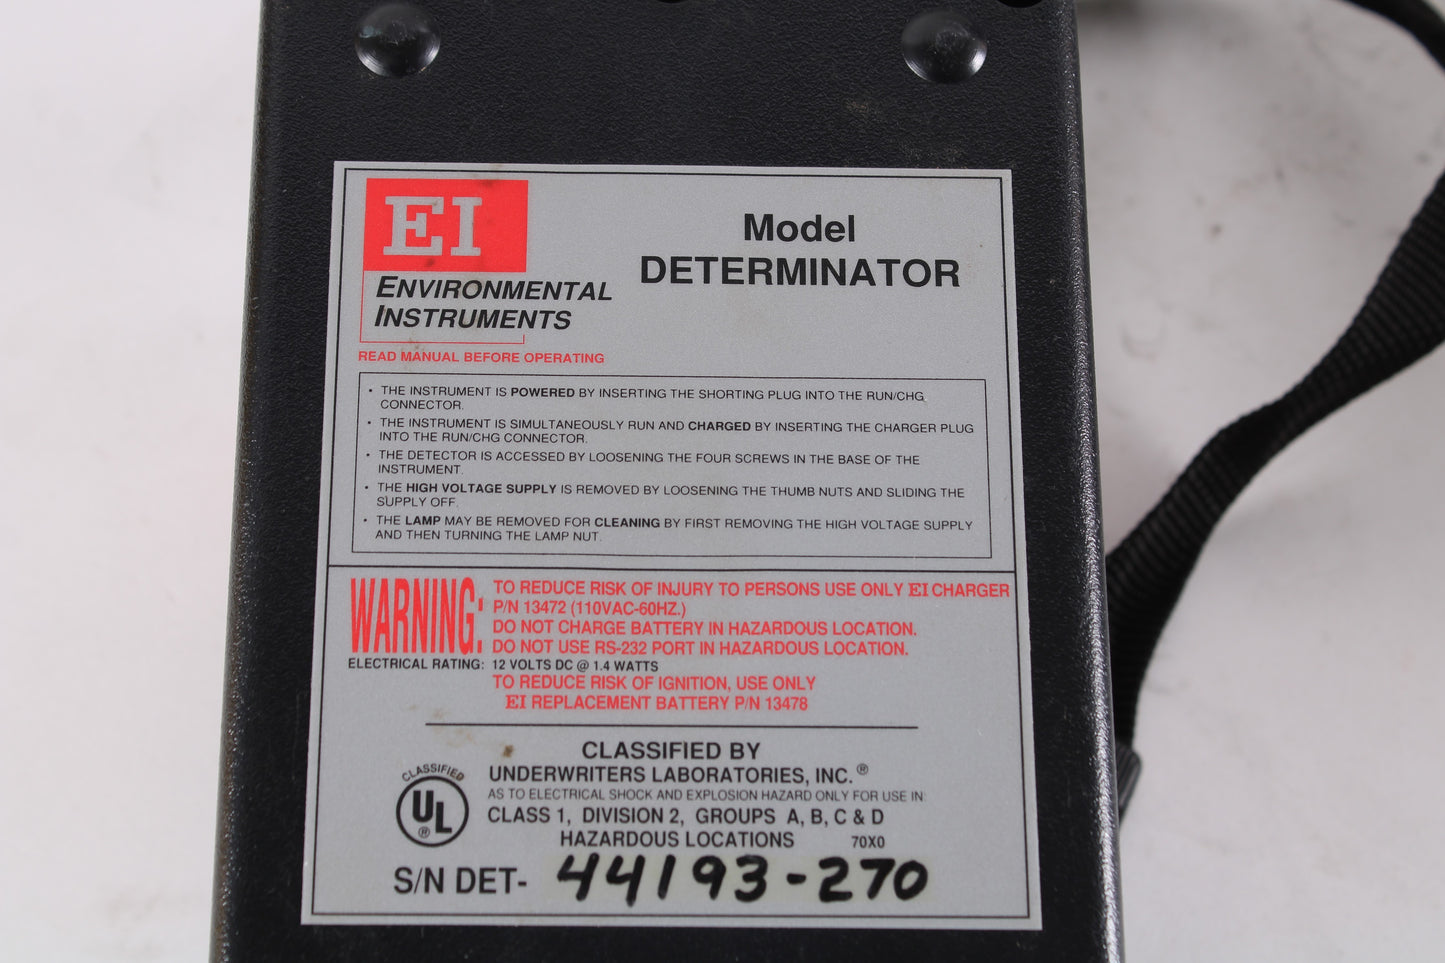 EI
ENVIRONMENTAL
INSTRUMENTS
Model
DETERMINATOR
READ MANUAL BEFORE OPERATING
• THE INSTRUMENT IS POWERED BY INSERTING THE SHORTING PLUG INTO THE RUN/CHG
CONNECTOR.
• THE INSTRUMENT IS SIMULTANEOUSLY RUN AND CHARGED BY INSERTING THE CHARGER PLUG
INTO THE RUN/CHG CONNECTOR.
• THE DETECTOR IS ACCESSED BY LOOSENING THE FOUR SCREWS IN THE BASE OF THE
INSTRUMENT.
• THE HIGH VOLTAGE SUPPLY IS REMOVED BY LOOSENING THE THUMB NUTS AND SLIDING THE
SUPPLY OFF.
• THE LAMP MAY BE REMOVED FOR CLEANING BY FIRST REMOVING THE HIGH VOLTAGE SUPPLY
AND THEN TURNING THE LAMP NUT.
WARNING: TO REDUCE RISK OF INJURY TO PERSONS USE ONLY EI CHARGER
P/N 13472 (110VAC-60HZ.)
DO NOT CHARGE BATTERY IN HAZARDOUS LOCATION.
DO NOT USE RS-232 PORT IN HAZARDOUS LOCATION.
ELECTRICAL RATING: 12 VOLTS DC @ 1.4 WATTS
TO REDUCE RISK OF IGNITION, USE ONLY
EI REPLACEMENT BATTERY P/N 13478
CLASSIFIED BY
UNDERWRITERS LABORATORIES, INC.®
AS TO ELECTRICAL SHOCK AND EXPLOSION HAZARD ONLY FOR USE IN:
CLASS 1, DIVISION 2, GROUPS A, B, C & D
HAZARDOUS LOCATIONS 70X0
CLASSIFIED
UL
®
S/N DET- 44193-270